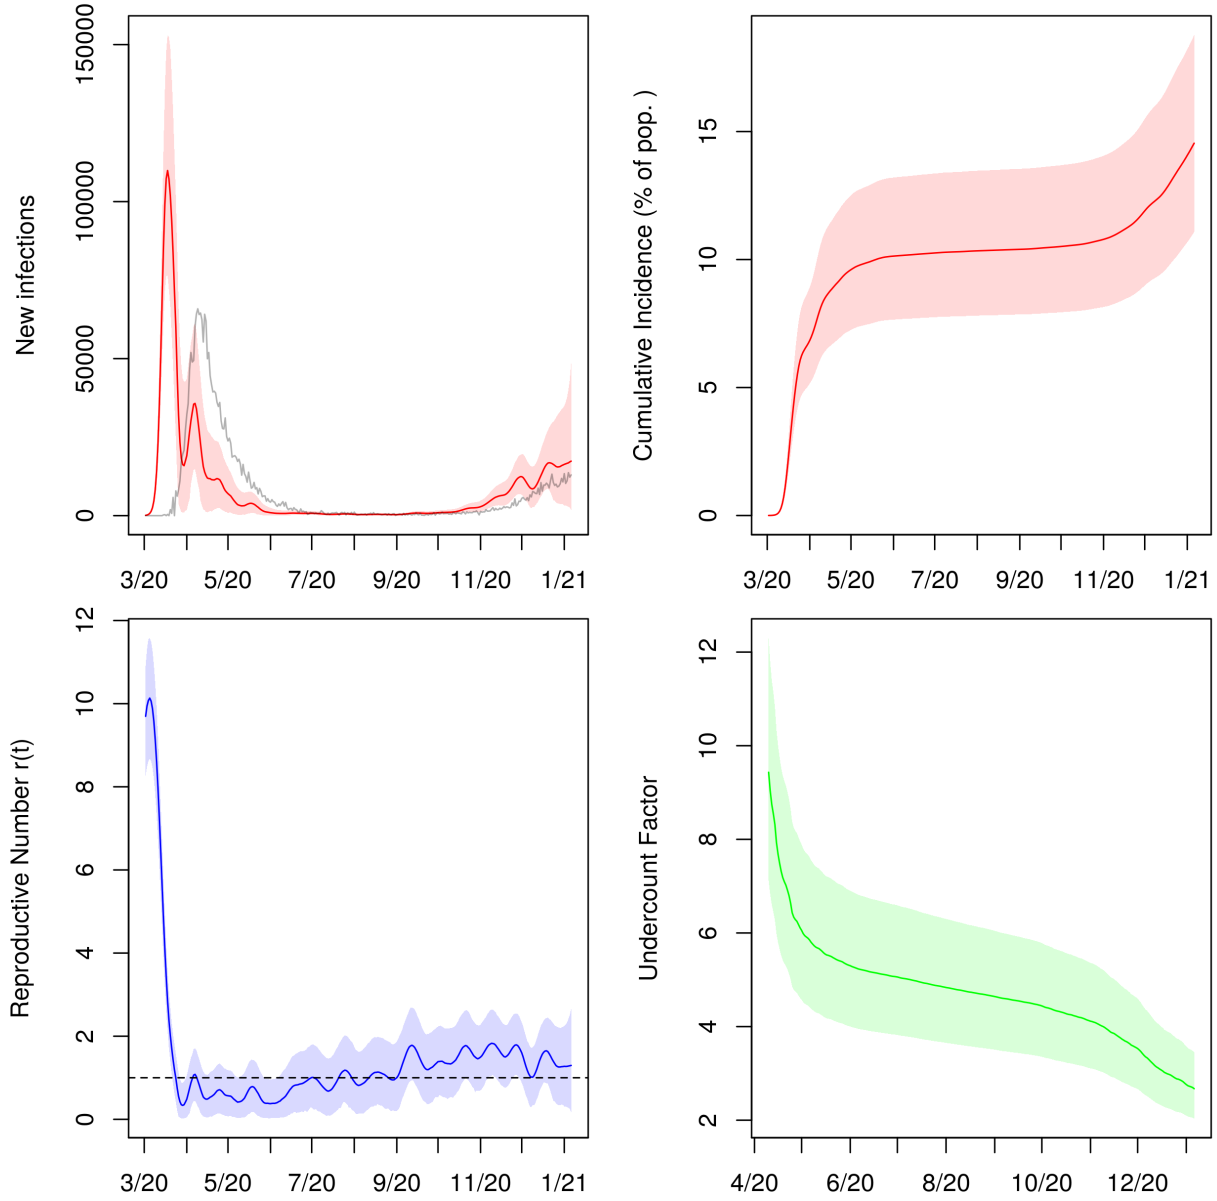 New infections
150000
100000
50000
0
3/20 5/20 7/20 9/20 11/20 1/21
Cumulative Incidence (% of pop. )
15
10
5
0
3/20 5/20 7/20 9/20 11/20 1/21
Reproductive Number r(t)
12
10
8
6
4
2
0
3/20 5/20 7/20 9/20 11/20 1/21
Undercount Factor
12
10
8
6
4
2
4/20 6/20 8/20 10/20 12/20